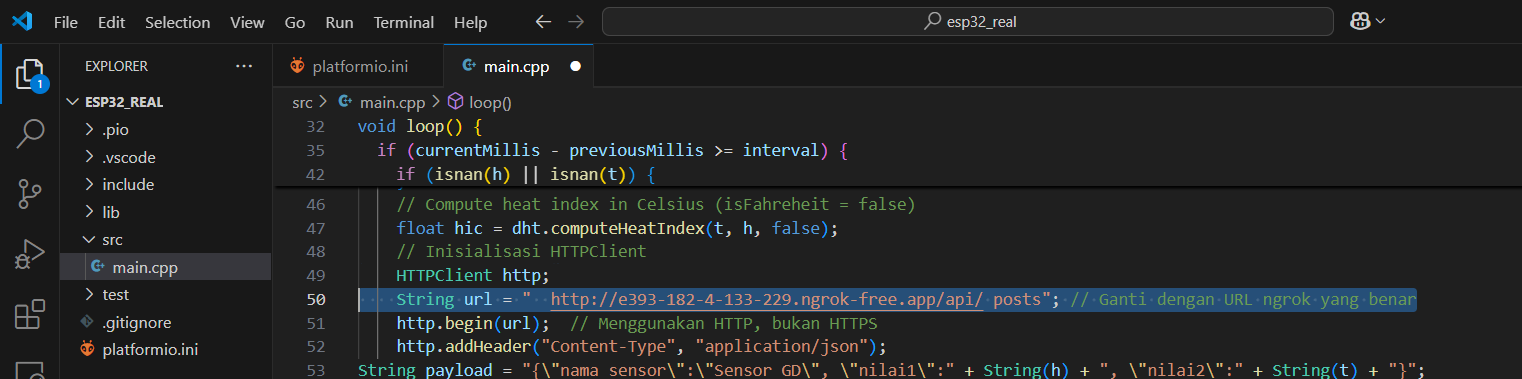 File Edit Selection View Go Run Terminal Help esp32_real
EXPLORER
platformio.ini
main.cpp
1
ESP32_REAL
.pio
.vscode
include
lib
src
main.cpp
test
.gitignore
platformio.ini
src > main.cpp > loop()
32 void loop() {
35 if (currentMillis - previousMillis >= interval) {
42 if (isnan(h) || isnan(t)) {
46 // Compute heat index in Celsius (isFahreheit = false)
47 float hic = dht.computeHeatIndex(t, h, false);
48 // Inisialisasi HTTPClient
49 HTTPClient http;
50 String url = "  http://e393-182-4-133-229.ngrok-free.app/api/ posts"; // Ganti dengan URL ngrok yang benar
51 http.begin(url);  // Menggunakan HTTP, bukan HTTPS
52 http.addHeader("Content-Type", "application/json");
53 String payload = "{\"nama sensor\":\"Sensor GD\", \"nilai1\":" + String(h) + ", \"nilai2\":" + String(t) + "}";